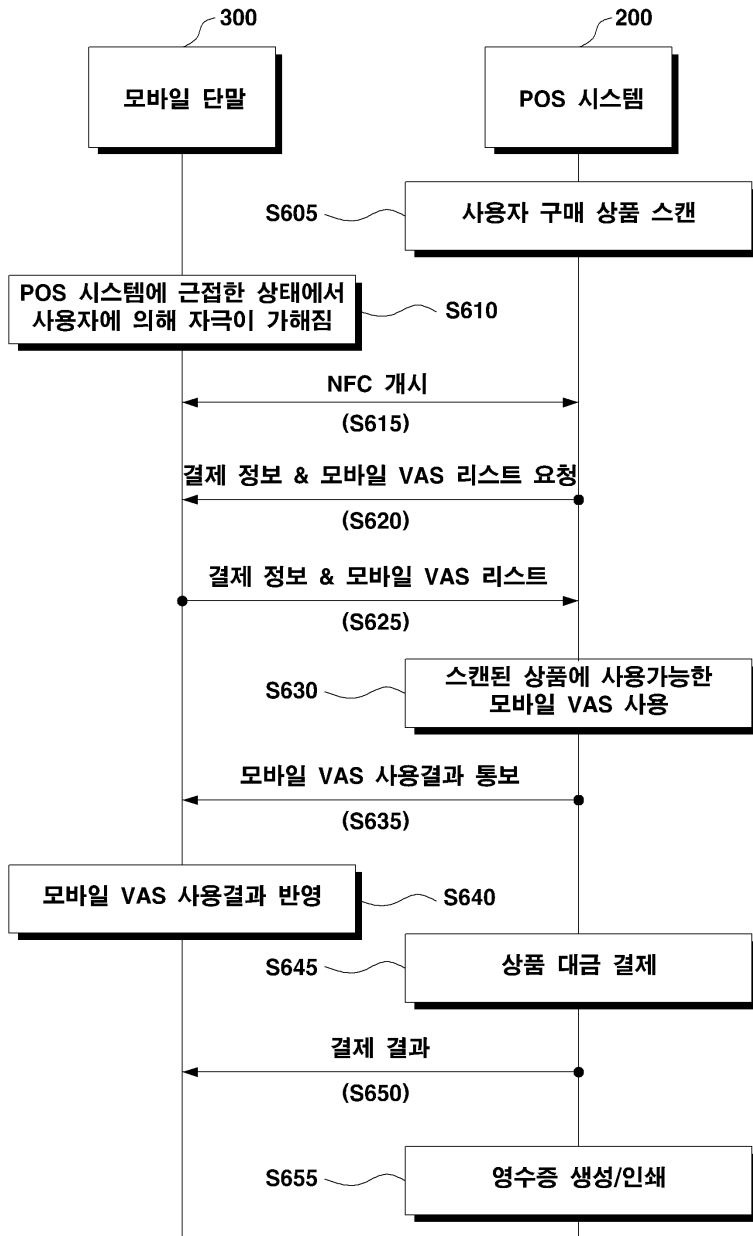 300
200
모바일 단말
POS 시스템
S605
사용자 구매 상품 스캔
POS 시스템에 근접한 상태에서
사용자에 의해 자극이 가해짐
S610
NFC 개시
(S615)
결제 정보 & 모바일 VAS 리스트 요청
(S620)
결제 정보 & 모바일 VAS 리스트
(S625)
S630
스캔된 상품에 사용가능한
모바일 VAS 사용
모바일 VAS 사용결과 통보
(S635)
모바일 VAS 사용결과 반영
S640
S645
상품 대금 결제
결제 결과
(S650)
S655
영수증 생성/인쇄